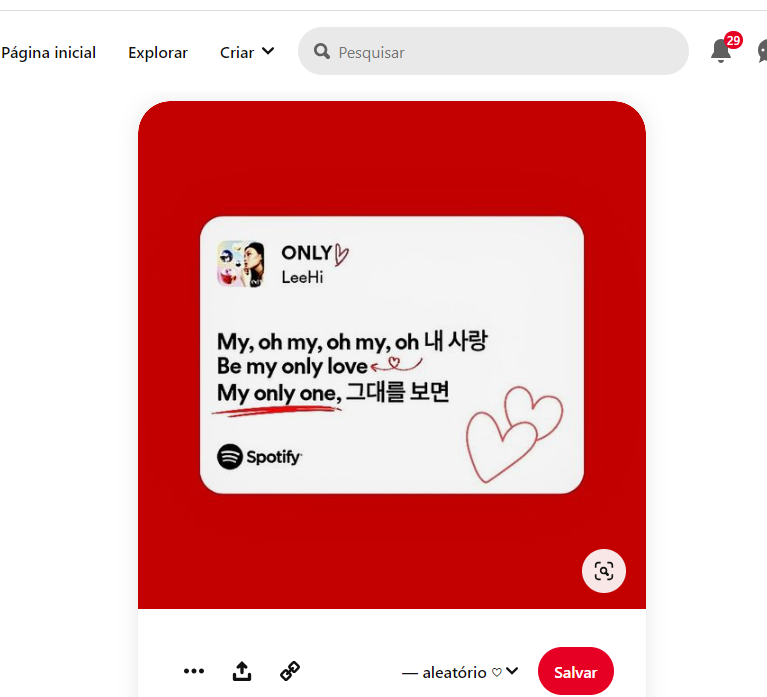 Página inicial
Explorar
Criar
Pesquisar
29
ONLY
LeeHi
My, oh my, oh my, oh 내 사랑
Be my only love
My only one, 그대를 보면
Spotify
— aleatório ♡
Salvar